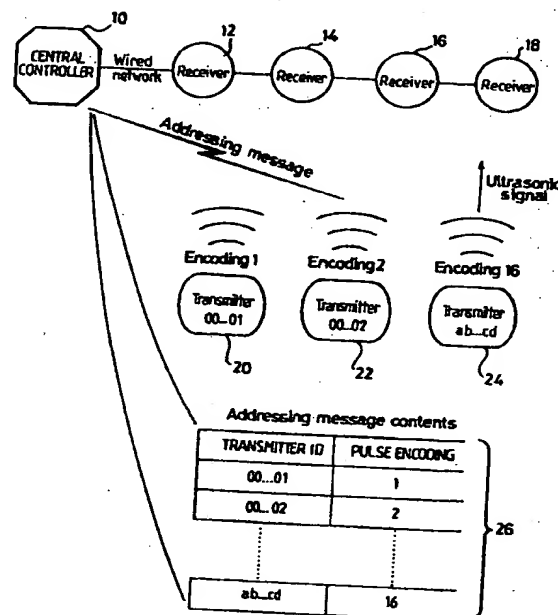 10
CENTRAL
CONTROLLER
Wired
network
12
Receiver
14
Receiver
16
Receiver
18
Receiver
Addressing message
Ultrasonic
signal
Encoding 1
Transmitter
00...01
20
Encoding 2
Transmitter
00...02
22
Encoding 16
Transmitter
ab...cd
24
Addressing message contents
TRANSMITTER ID PULSE ENCODING
00...01 1
00...02 2
ab...cd 16
26